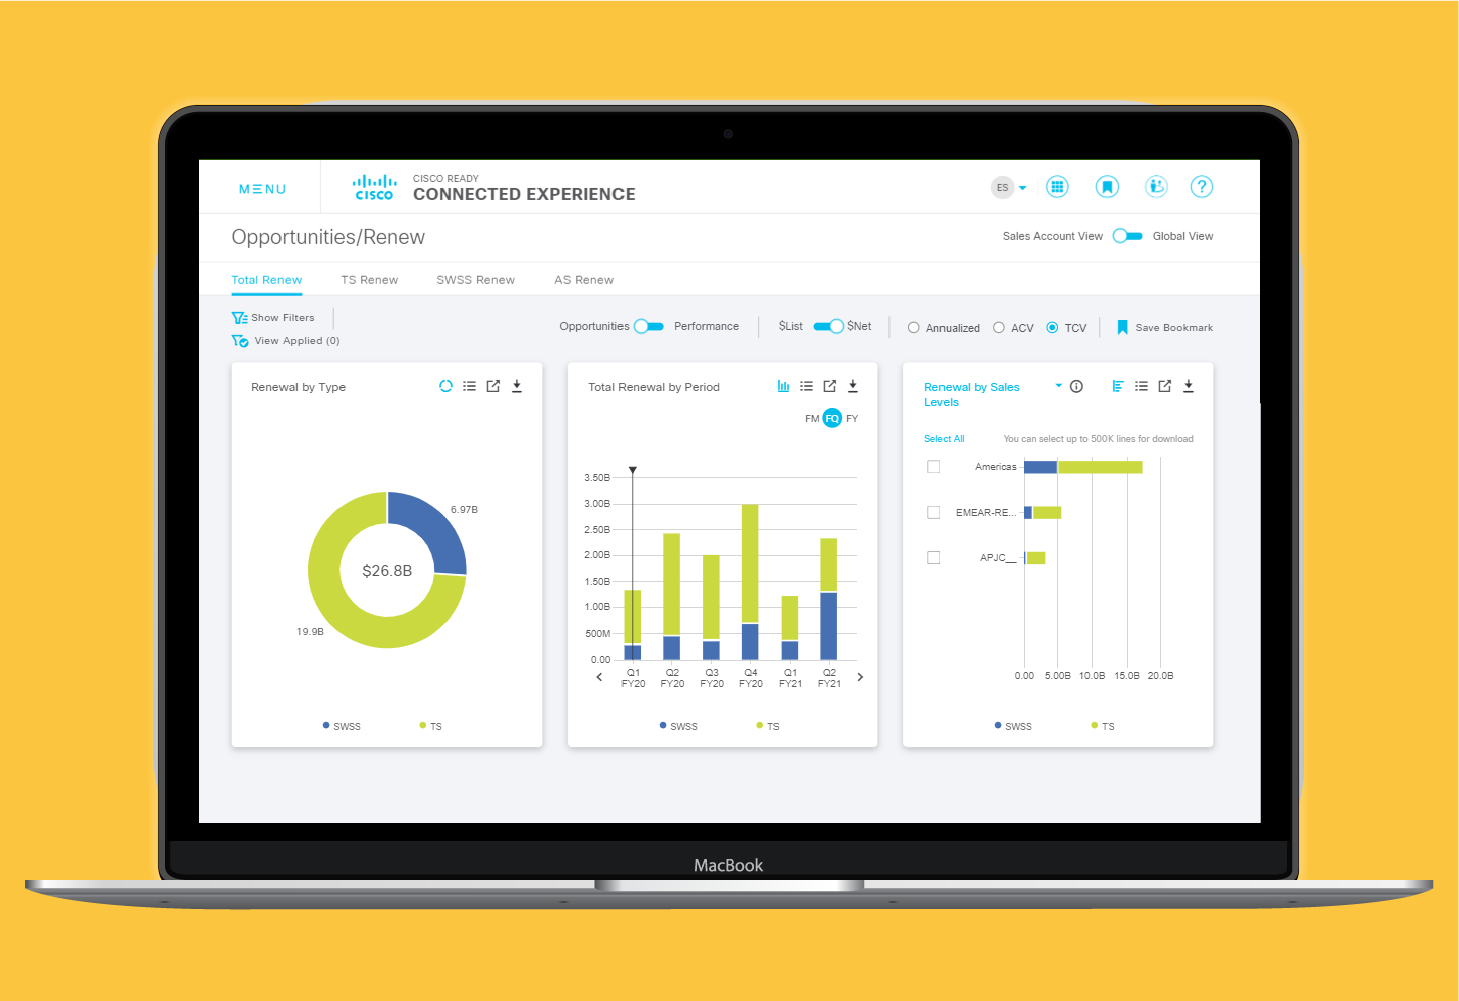 MENU
CISCO
CISCO READY
CONNECTED EXPERIENCE
ES
?
Opportunities/Renew
Sales Account View
Global View
Total Renew
TS Renew
SWSS Renew
AS Renew
Show Filters
View Applied (0)
Opportunities
Performance
$List
$Net
Annualized
ACV
TCV
Save Bookmark
Renewal by Type
6.97B
$26.8B
19.9B
SWSS
TS
Total Renewal by Period
FM
FQ
FY
3.50B
3.00B
2.50B
2.00B
1.50B
1.00B
500M
0.00
Q1
FY20
Q2
FY20
Q3
FY20
Q4
FY20
Q1
FY21
Q2
FY21
SWSS
TS
Renewal by Sales
Levels
Select All
You can select up to 500K lines for download
Americas
EMEAR-RE...
APJC__
0.00
5.00B
10.0B
15.0B
20.0B
SWSS
TS
MacBook